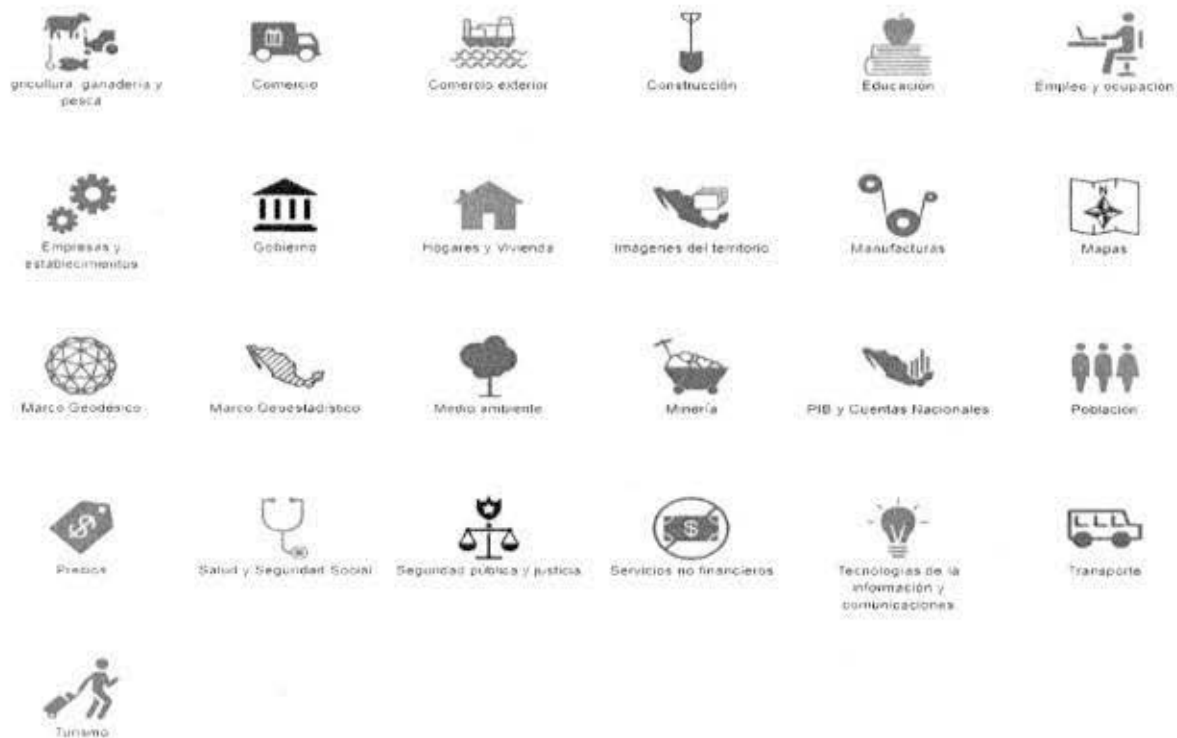 gricultura, ganadería y
pesca
Comercio
Comercio exterior
Construcción
Educación
Empleo y ocupación
Empresas y
establecimientos
Gobierno
Hogares y Vivienda
Imágenes del territorio
Manufacturas
N
Mapas
Marco Geodésico
Marco Geoestadístico
Medio ambiente
Minería
PIB y Cuentas Nacionales
Población
$
Precios
Salud y Seguridad Social
Seguridad pública y justicia
$
Servicios no financieros
Tecnologías de la
información y
comunicaciones
Transporte
Turismo